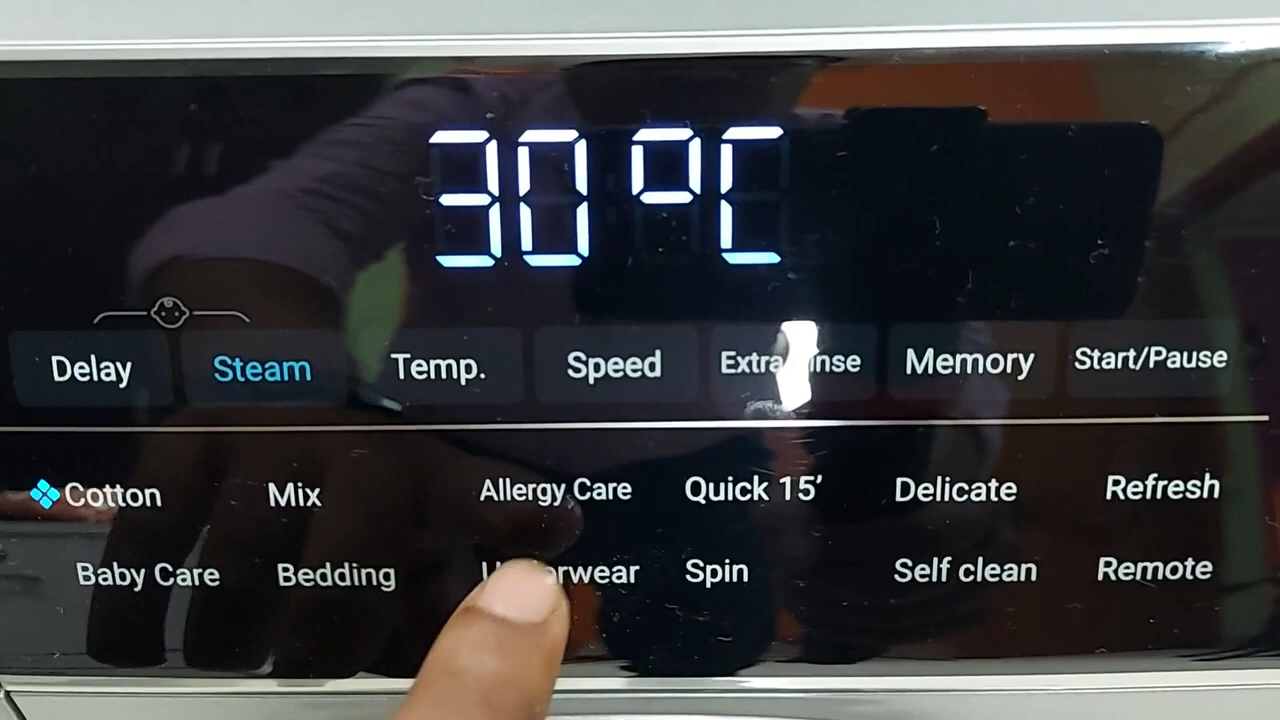 30°C
Delay Steam Temp. Speed Memory Start/Pause
Cotton Mix Allergy Care Quick 15’ Delicate Refresh
Baby Care Bedding Spin Self clean Remote